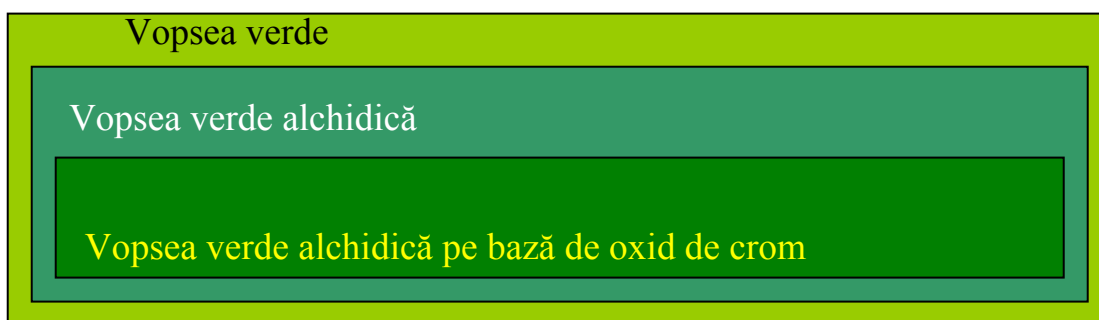 Vopsea verde
Vopsea verde alchidică
Vopsea verde alchidică pe bază de oxid de crom